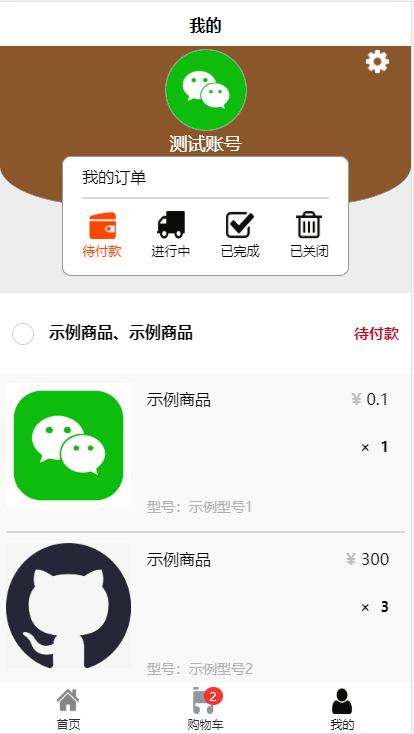 我的
测试账号
我的订单
待付款 进行中 已完成 已关闭
示例商品、示例商品 待付款
示例商品 ¥ 0.1
× 1
型号：示例型号1
示例商品 ¥ 300
× 3
型号：示例型号2
2
首页 购物车 我的